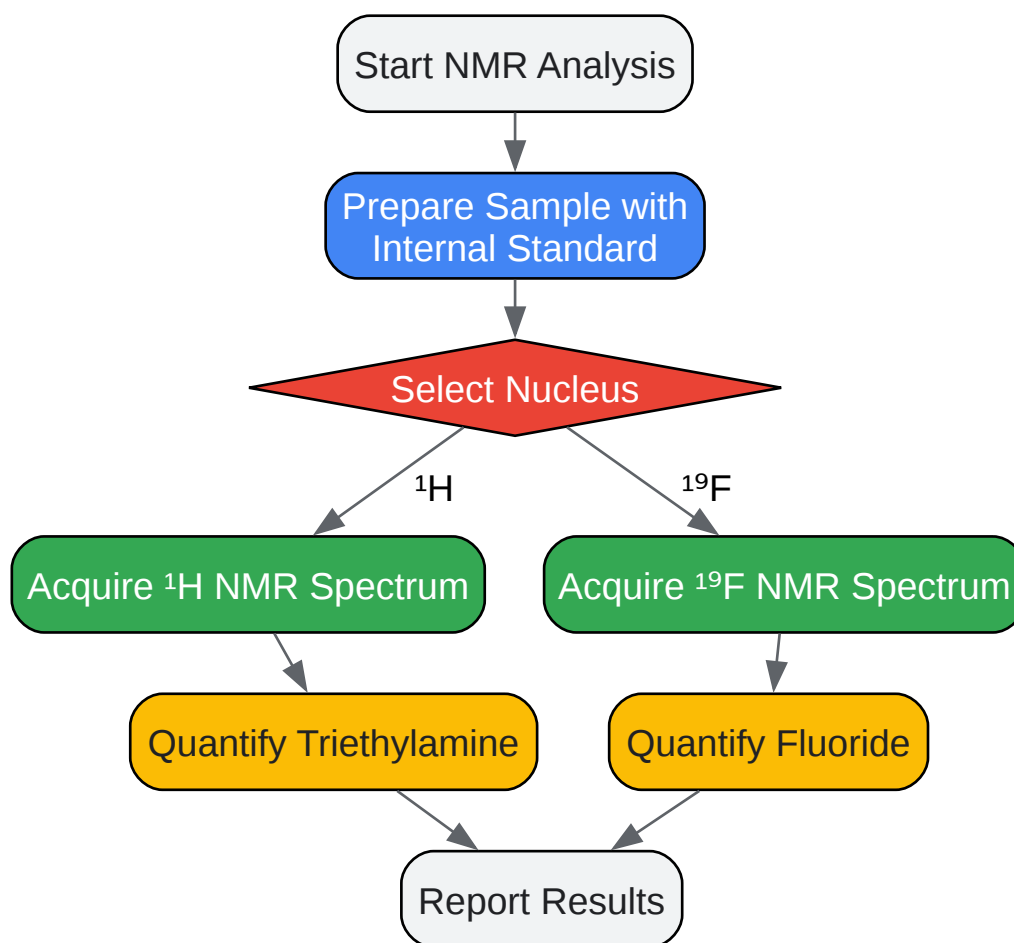 Start NMR Analysis
Prepare Sample with
Internal Standard
Select Nucleus
¹H
¹⁹F
Acquire ¹H NMR Spectrum
Acquire ¹⁹F NMR Spectrum
Quantify Triethylamine
Quantify Fluoride
Report Results